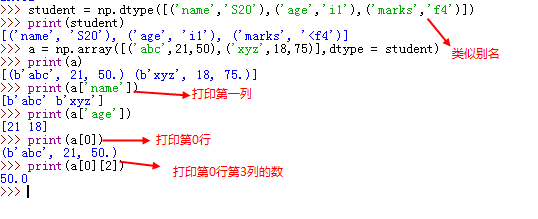 >>> student = np.dtype([('name','S20'),('age','i1'),('marks','f4')])
>>> print(student)
[('name', 'S20'), ('age', 'i1'), ('marks', '<f4')]
类似别名
>>> a = np.array([('abc',21,50),('xyz',18,75)],dtype = student)
>>> print(a)
[(b'abc', 21, 50.) (b'xyz', 18, 75.)]
>>> print(a['name'])
打印第一列
[b'abc' b'xyz']
>>> print(a['age'])
[21 18]
>>> print(a[0])
打印第0行
(b'abc', 21, 50.)
>>> print(a[0][2])
打印第0行第3列的数
50.0
>>>